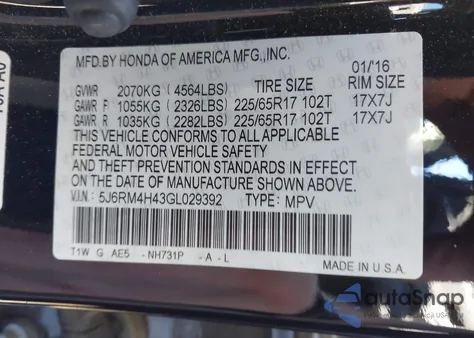 MFD.BY HONDA OF AMERICA MFG.,INC.
01/16
GVWR 2070KG (4564LBS) TIRE SIZE RIM SIZE
GAWR F 1055KG (2326LBS) 225/65R17 102T 17X7J
GAWR R 1035KG (2282LBS) 225/65R17 102T 17X7J
THIS VEHICLE CONFORMS TO ALL APPLICABLE
FEDERAL MOTOR VEHICLE SAFETY
AND THEFT PREVENTION STANDARDS IN EFFECT
ON THE DATE OF MANUFACTURE SHOWN ABOVE.
V.I.N: 5J6RM4H43GL029392 TYPE: MPV
T1W G AE5 -NH731P -A-L
MADE IN U.S.A.
autoSnap